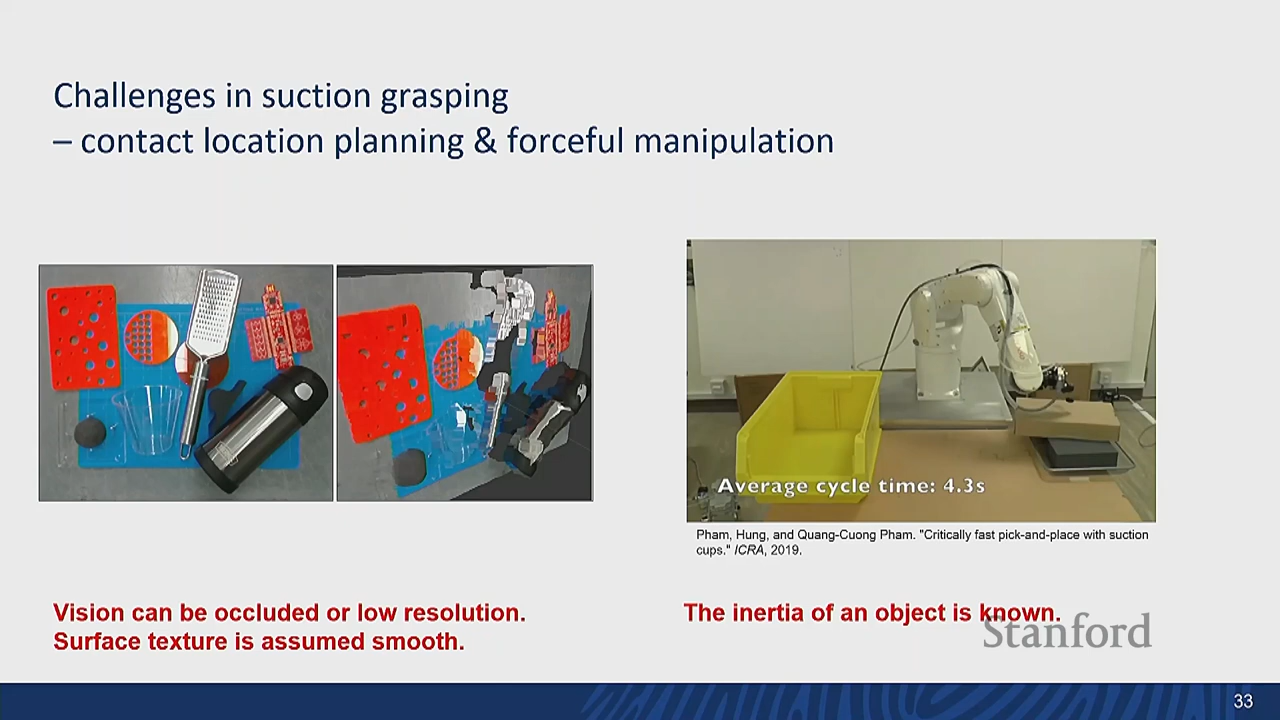 Challenges in suction grasping
– contact location planning & forceful manipulation
Average cycle time: 4.3s
Pham, Hung, and Quang-Cuong Pham. "Critically fast pick-and-place with suction
cups." ICRA, 2019.
Vision can be occluded or low resolution.
Surface texture is assumed smooth.
The inertia of an object is known.
Stanford
33